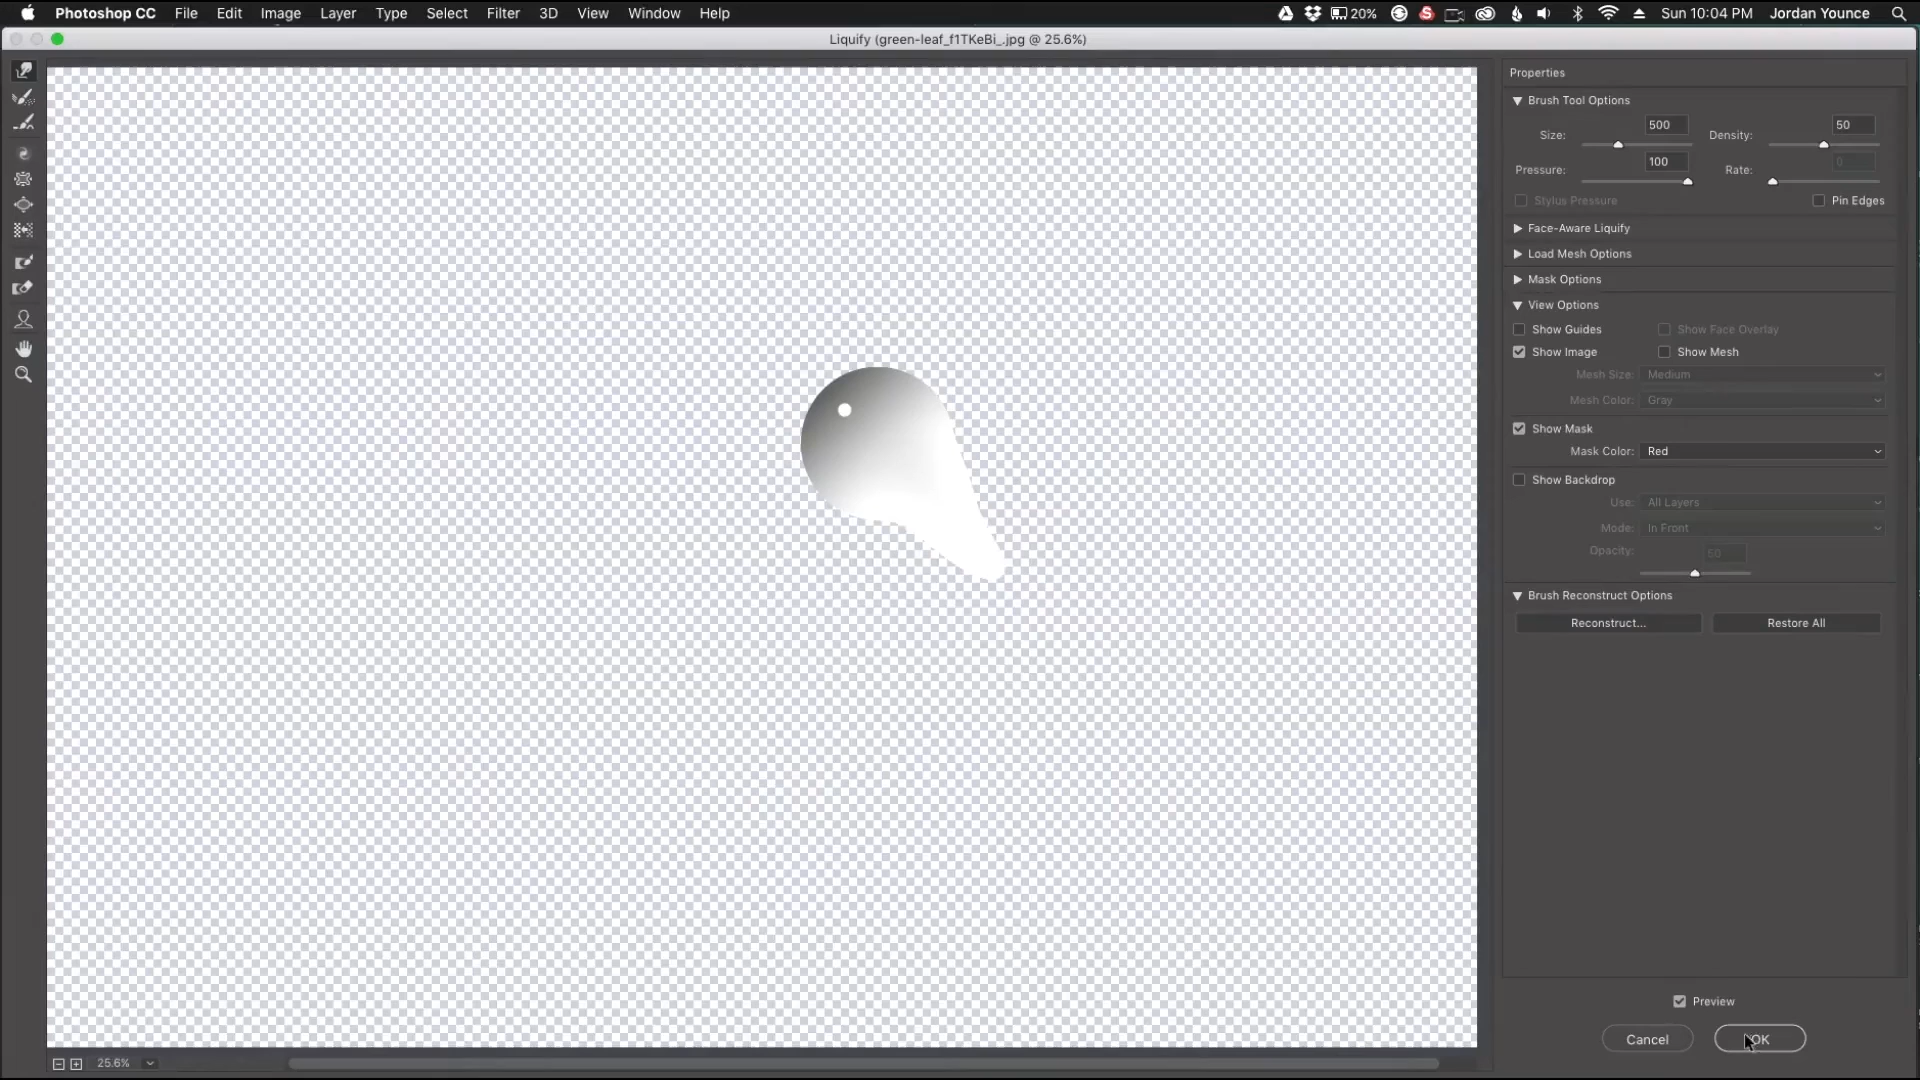 Photoshop CC File Edit Image Layer Type Select Filter 3D View Window Help 20% Sun 10:04 PM Jordan Younce
Liquify (green-leaf_f1TKeBi_.jpg @ 25.6%)
Properties
Brush Tool Options
Size: 500 Density: 50
Pressure: 100 Rate: 0
Stylus Pressure Pin Edges
Face-Aware Liquify
Load Mesh Options
Mask Options
View Options
Show Guides Show Face Overlay
Show Image Show Mesh
Mesh Size: Medium
Mesh Color: Gray
Show Mask
Mask Color: Red
Show Backdrop
Use: All Layers
Mode: In Front
Opacity: 50
Brush Reconstruct Options
Reconstruct... Restore All
Preview
Cancel OK
25.6%